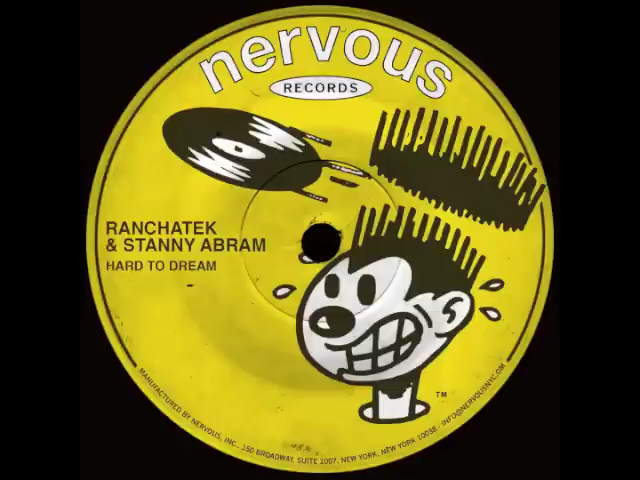 nervous
RECORDS
RANCHATEK
& STANNY ABRAM
HARD TO DREAM
TM
MANUFACTURED BY NERVOUS, INC., 150 BROADWAY, SUITE 1007, NEW YORK, NEW YORK 10038 · INFO@NERVOUSNYC.COM